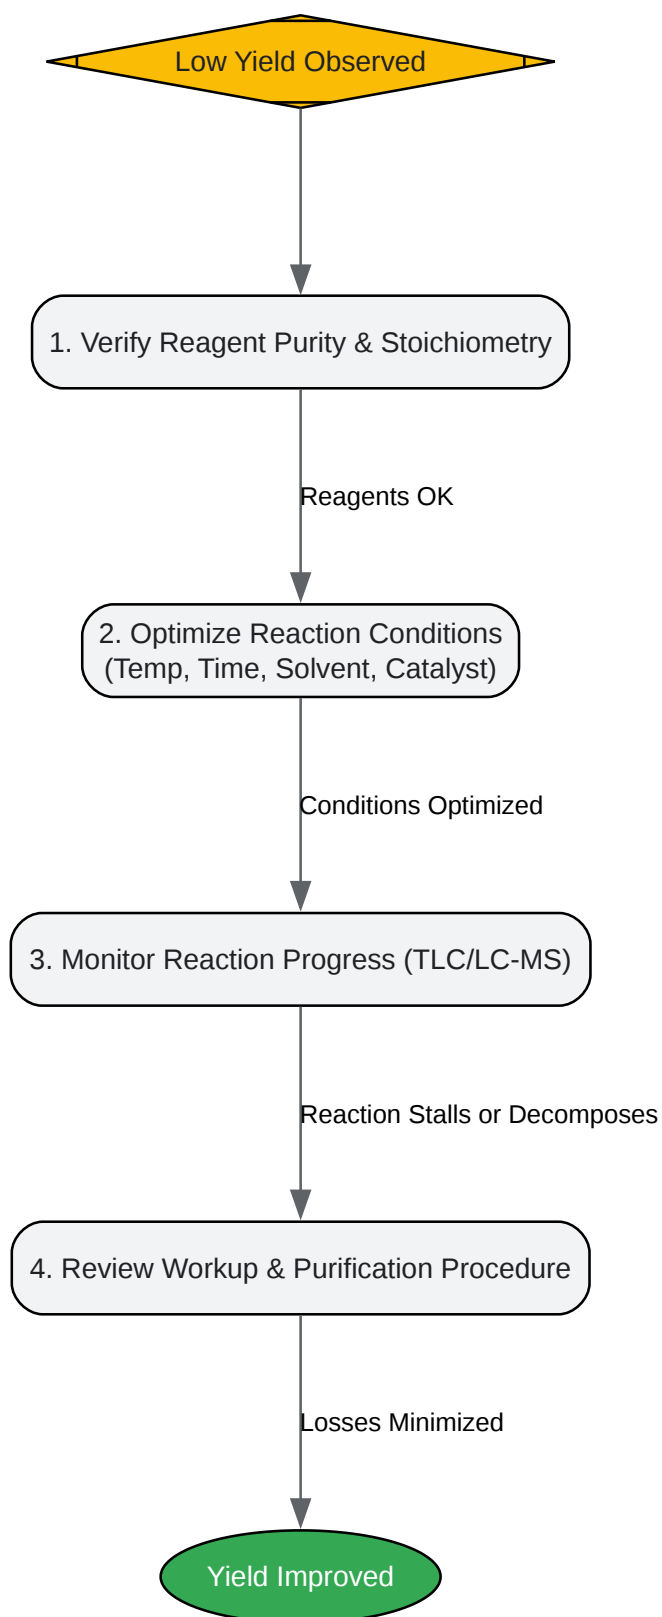 Low Yield Observed
1. Verify Reagent Purity & Stoichiometry
Reagents OK
2. Optimize Reaction Conditions
(Temp, Time, Solvent, Catalyst)
Conditions Optimized
3. Monitor Reaction Progress (TLC/LC-MS)
Reaction Stalls or Decomposes
4. Review Workup & Purification Procedure
Losses Minimized
Yield Improved